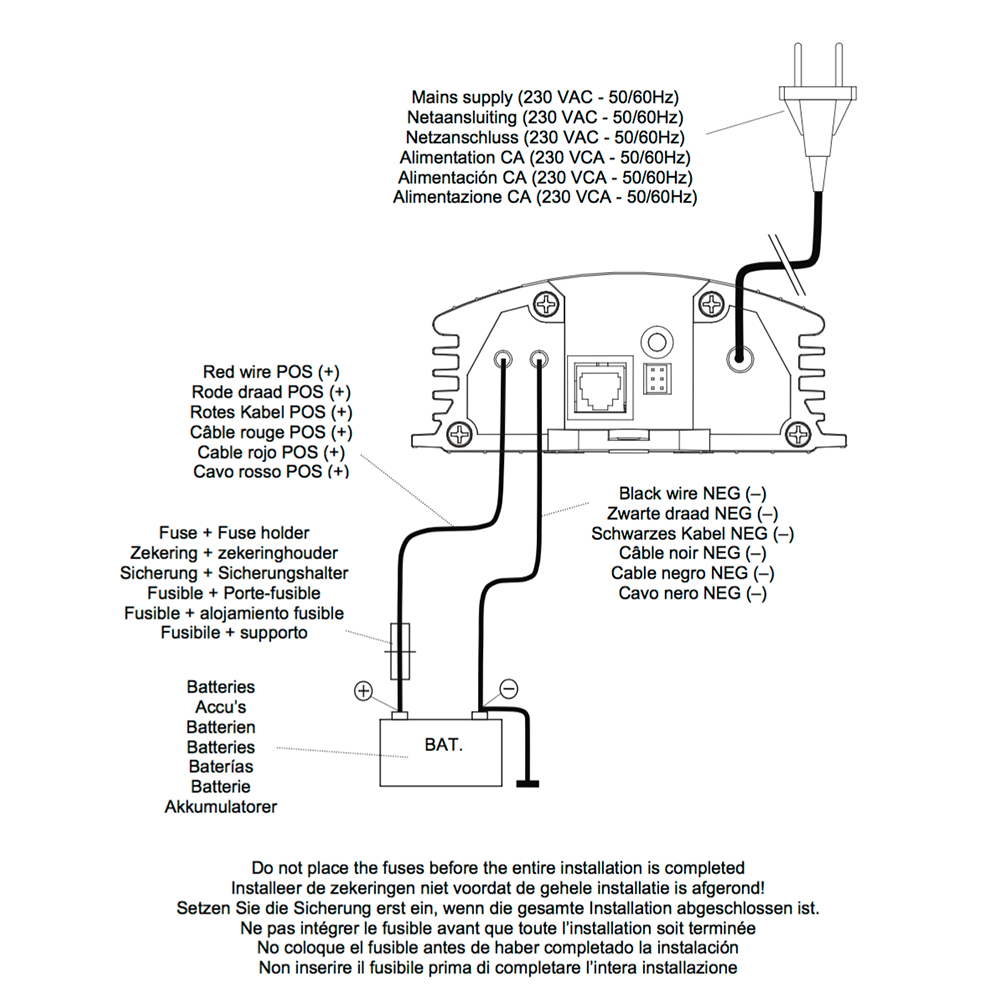 Mains supply (230 VAC - 50/60Hz)
Netaansluiting (230 VAC - 50/60Hz)
Netzanschluss (230 VAC - 50/60Hz)
Alimentation CA (230 VCA - 50/60Hz)
Alimentación CA (230 VCA - 50/60Hz)
Alimentazione CA (230 VCA - 50/60Hz)
Red wire POS (+)
Rode draad POS (+)
Rotes Kabel POS (+)
Câble rouge POS (+)
Cable rojo POS (+)
Cavo rosso POS (+)
Black wire NEG (–)
Zwarte draad NEG (–)
Schwarzes Kabel NEG (–)
Câble noir NEG (–)
Cable negro NEG (–)
Cavo nero NEG (–)
Fuse + Fuse holder
Zekering + zekeringhouder
Sicherung + Sicherungshalter
Fusible + Porte-fusible
Fusible + alojamiento fusible
Fusibile + supporto
+
–
Batteries
Accu’s
Batterien
Batteries
Baterías
Batterie
Akkumulatorer
BAT.
Do not place the fuses before the entire installation is completed
Installeer de zekeringen niet voordat de gehele installatie is afgerond!
Setzen Sie die Sicherung erst ein, wenn die gesamte Installation abgeschlossen ist.
Ne pas intégrer le fusible avant que toute l’installation soit terminée
No coloque el fusible antes de haber completado la instalación
Non inserire il fusibile prima di completare l’intera installazione